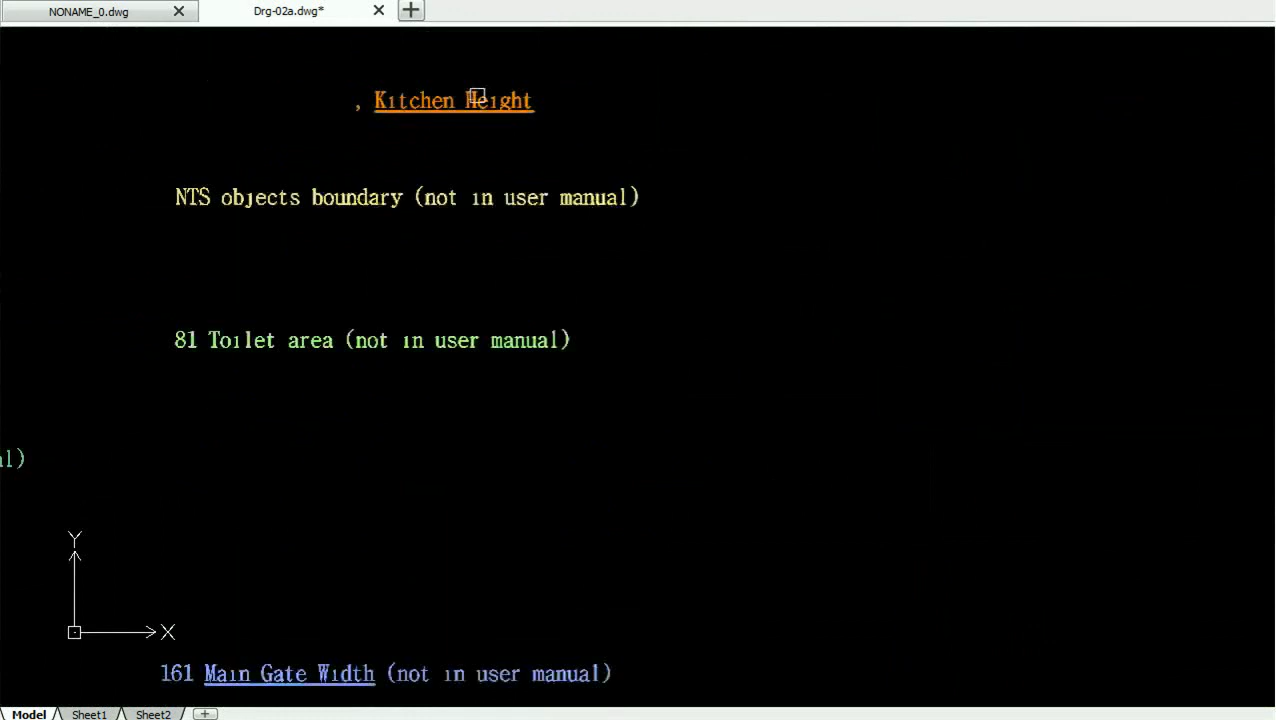 NONAME_0.dwg Drg-02a.dwg*
, Kitchen Height
NTS objects boundary (not in user manual)
81 Toilet area (not in user manual)
al)
Y
X
161 Main Gate Width (not in user manual)
Model Sheet1 Sheet2